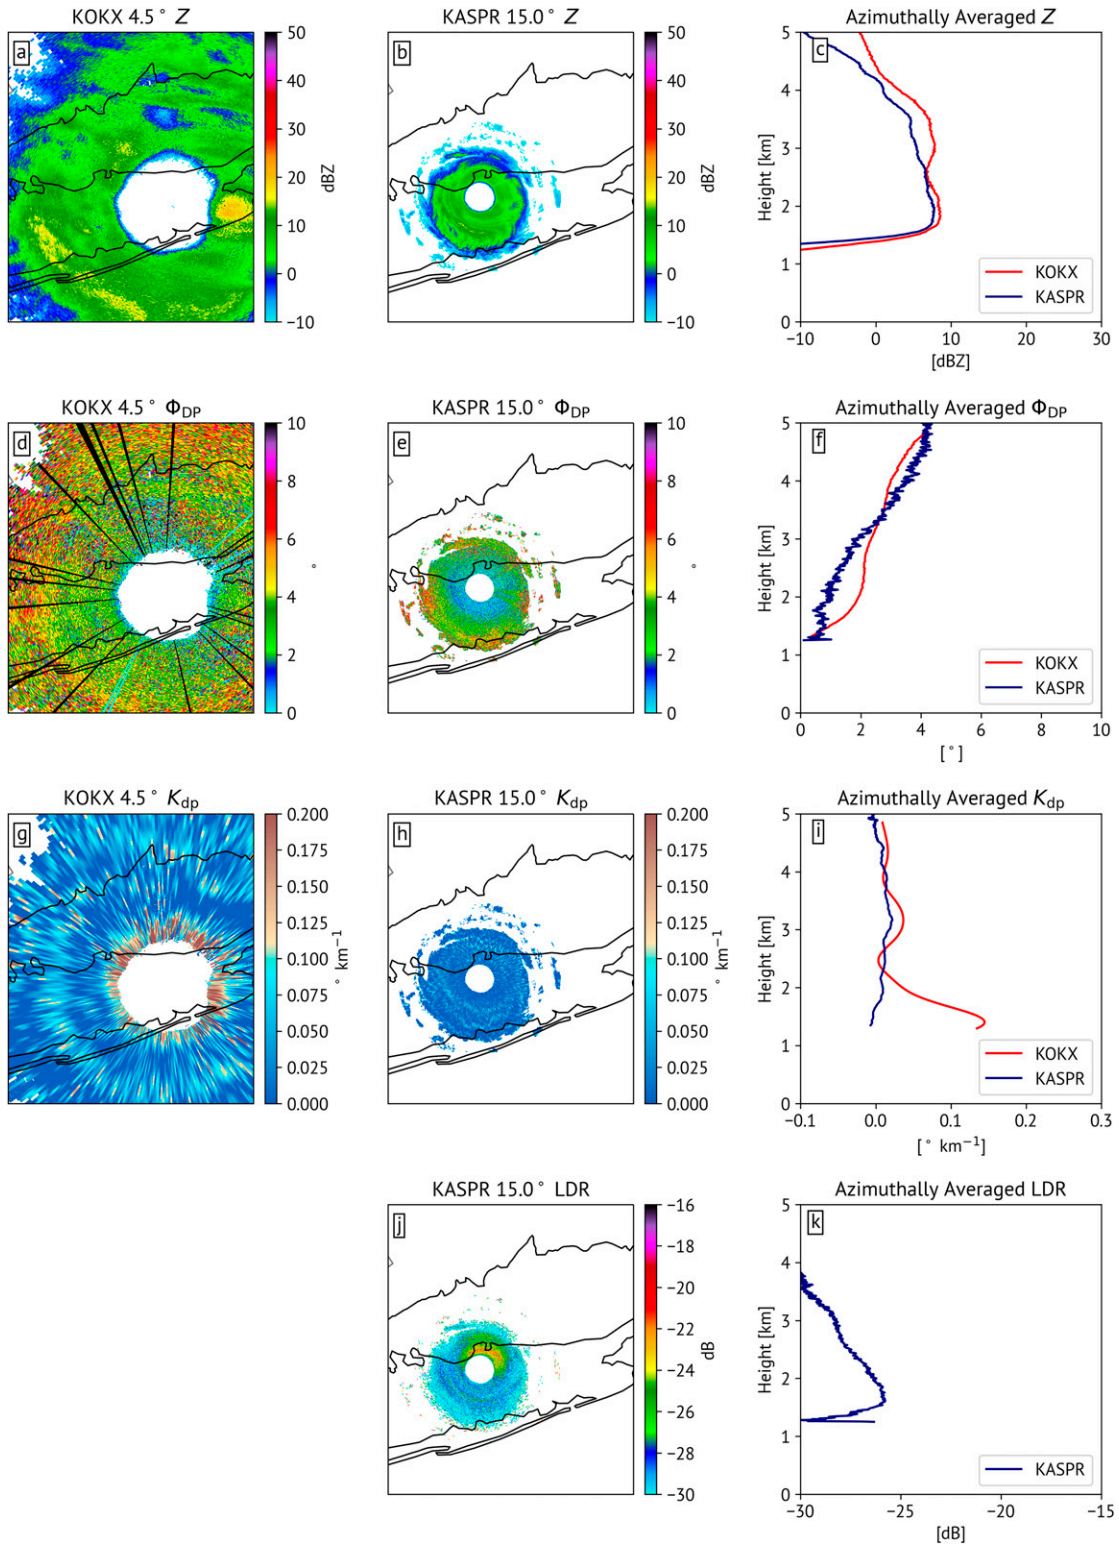 KOKX 4.5° Z
KASPR 15.0° Z
Azimuthally Averaged Z
a
50
40
30
20
10
0
−10
dBZ
b
50
40
30
20
10
0
−10
dBZ
c
5
4
3
2
1
0
Height [km]
KOKX
KASPR
−10 0 10 20 30
[dBZ]
KOKX 4.5° ΦDP
KASPR 15.0° ΦDP
Azimuthally Averaged ΦDP
d
10
8
6
4
2
0
°
e
10
8
6
4
2
0
°
f
5
4
3
2
1
0
Height [km]
KOKX
KASPR
0 2 4 6 8 10
[°]
KOKX 4.5° Kdp
KASPR 15.0° Kdp
Azimuthally Averaged Kdp
g
0.200
0.175
0.150
0.125
0.100
0.075
0.050
0.025
0.000
° km−1
h
0.200
0.175
0.150
0.125
0.100
0.075
0.050
0.025
0.000
° km−1
i
5
4
3
2
1
0
Height [km]
KOKX
KASPR
−0.1 0.0 0.1 0.2 0.3
[° km−1]
KASPR 15.0° LDR
Azimuthally Averaged LDR
j
−16
−18
−20
−22
−24
−26
−28
−30
dB
k
5
4
3
2
1
0
Height [km]
KASPR
−30 −25 −20 −15
[dB]